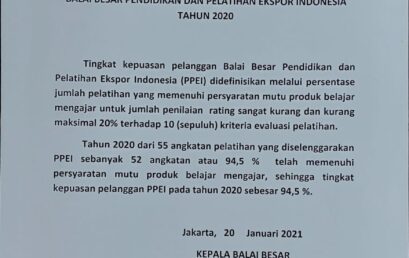 BALAI BESAR PENDIDIKAN DAN PELATIHAN EKSPOR INDONESIA
TAHUN 2020
Tingkat kepuasan pelanggan Balai Besar Pendidikan dan
Pelatihan Ekspor Indonesia (PPEI) didefinisikan melalui persentase
jumlah pelatihan yang memenuhi persyaratan mutu produk belajar
mengajar untuk jumlah penilaian rating sangat kurang dan kurang
maksimal 20% terhadap 10 (sepuluh) kriteria evaluasi pelatihan.
Tahun 2020 dari 55 angkatan pelatihan yang diselenggarakan
PPEI sebanyak 52 angkatan atau 94,5 % telah memenuhi
persyaratan mutu produk belajar mengajar, sehingga tingkat
kepuasan pelanggan PPEI pada tahun 2020 sebesar 94,5 %.
Jakarta, 20 Januari 2021
KEPALA BALAI BESAR